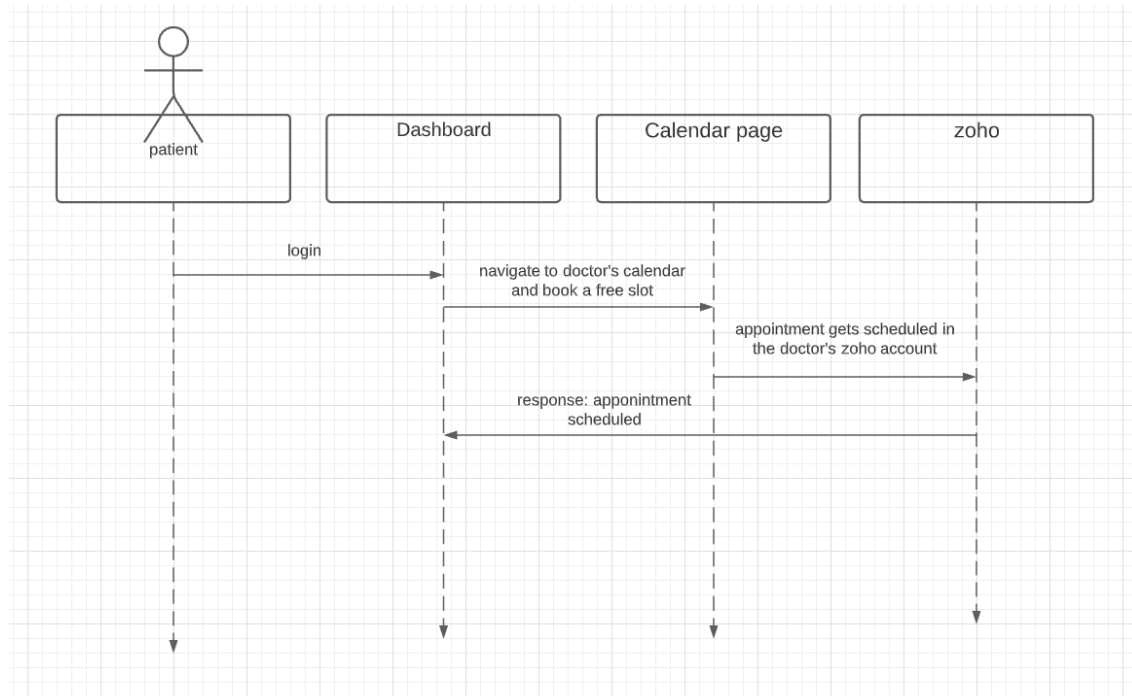 patient
Dashboard
Calendar page
zoho
login
navigate to doctor's calendar
and book a free slot
appointment gets scheduled in
the doctor's zoho account
response: apponintment
scheduled